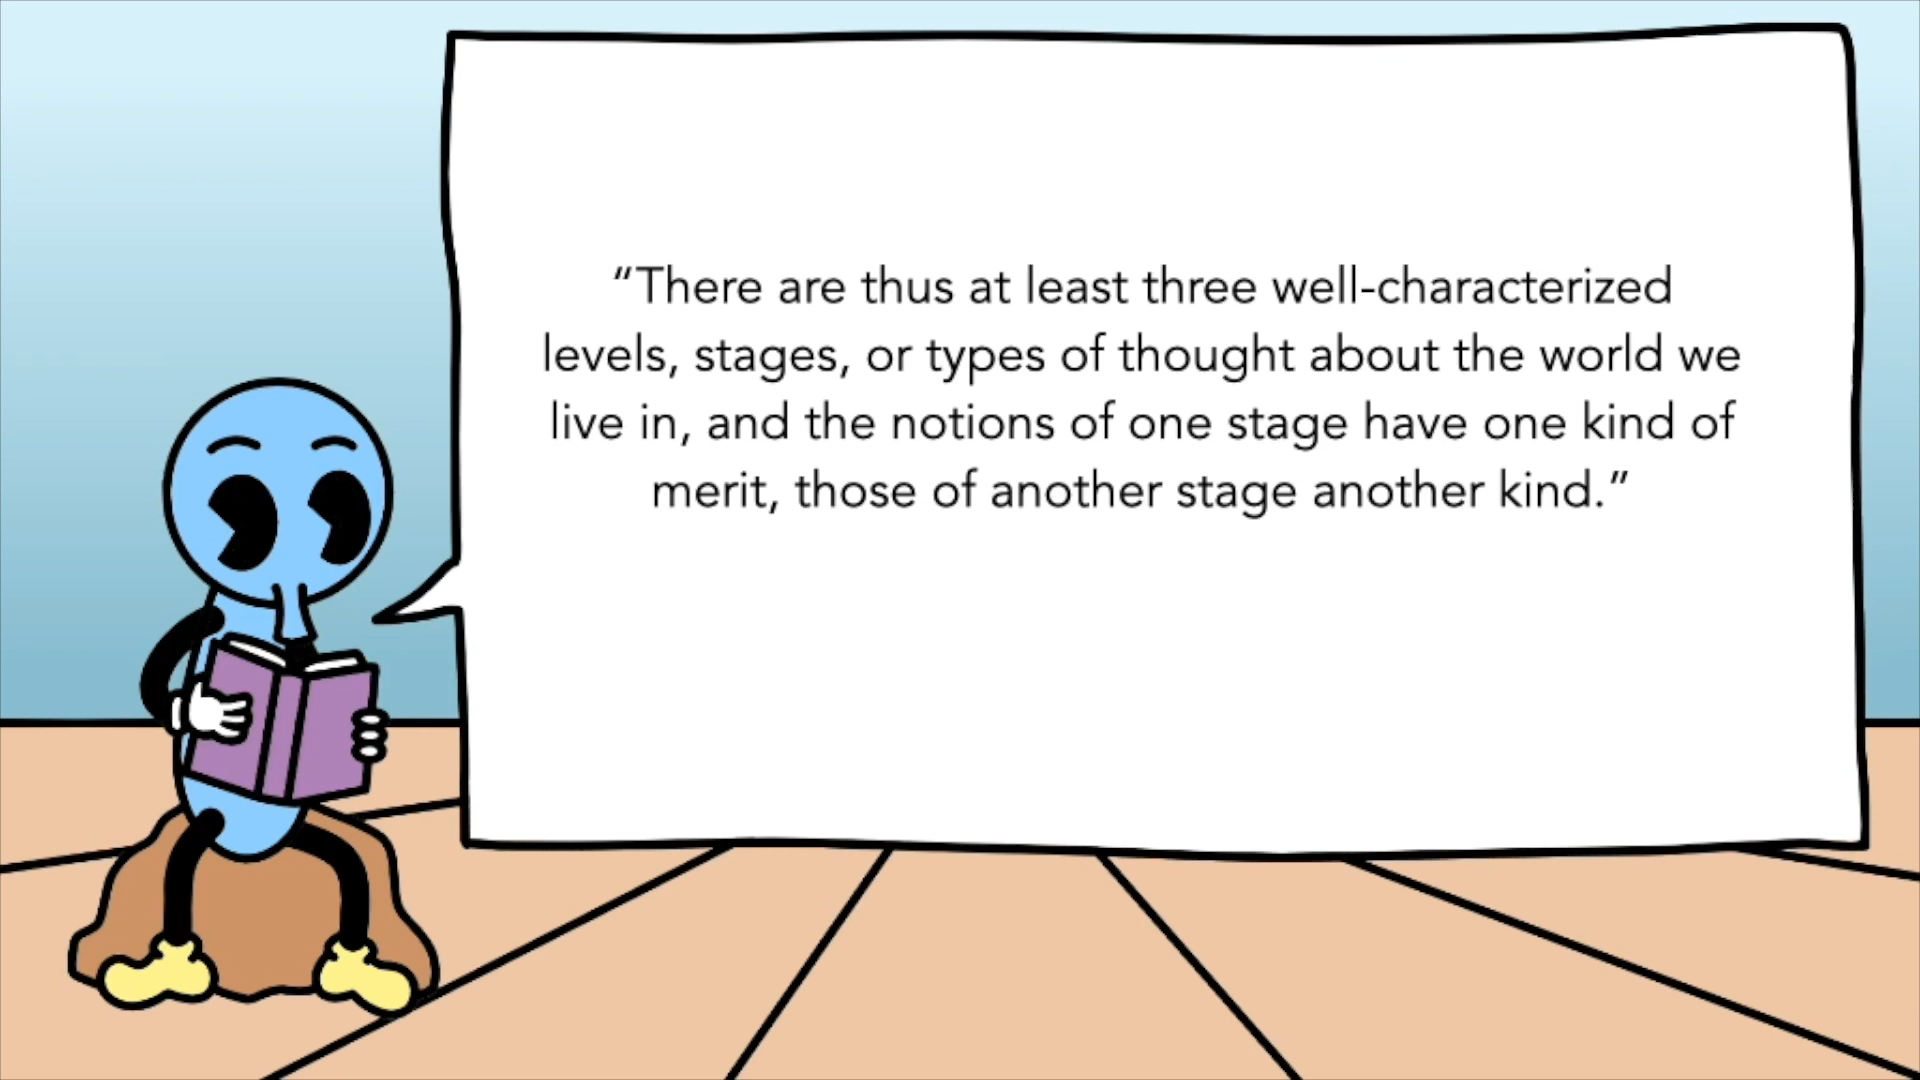 “There are thus at least three well-characterized
levels, stages, or types of thought about the world we
live in, and the notions of one stage have one kind of
merit, those of another stage another kind.”